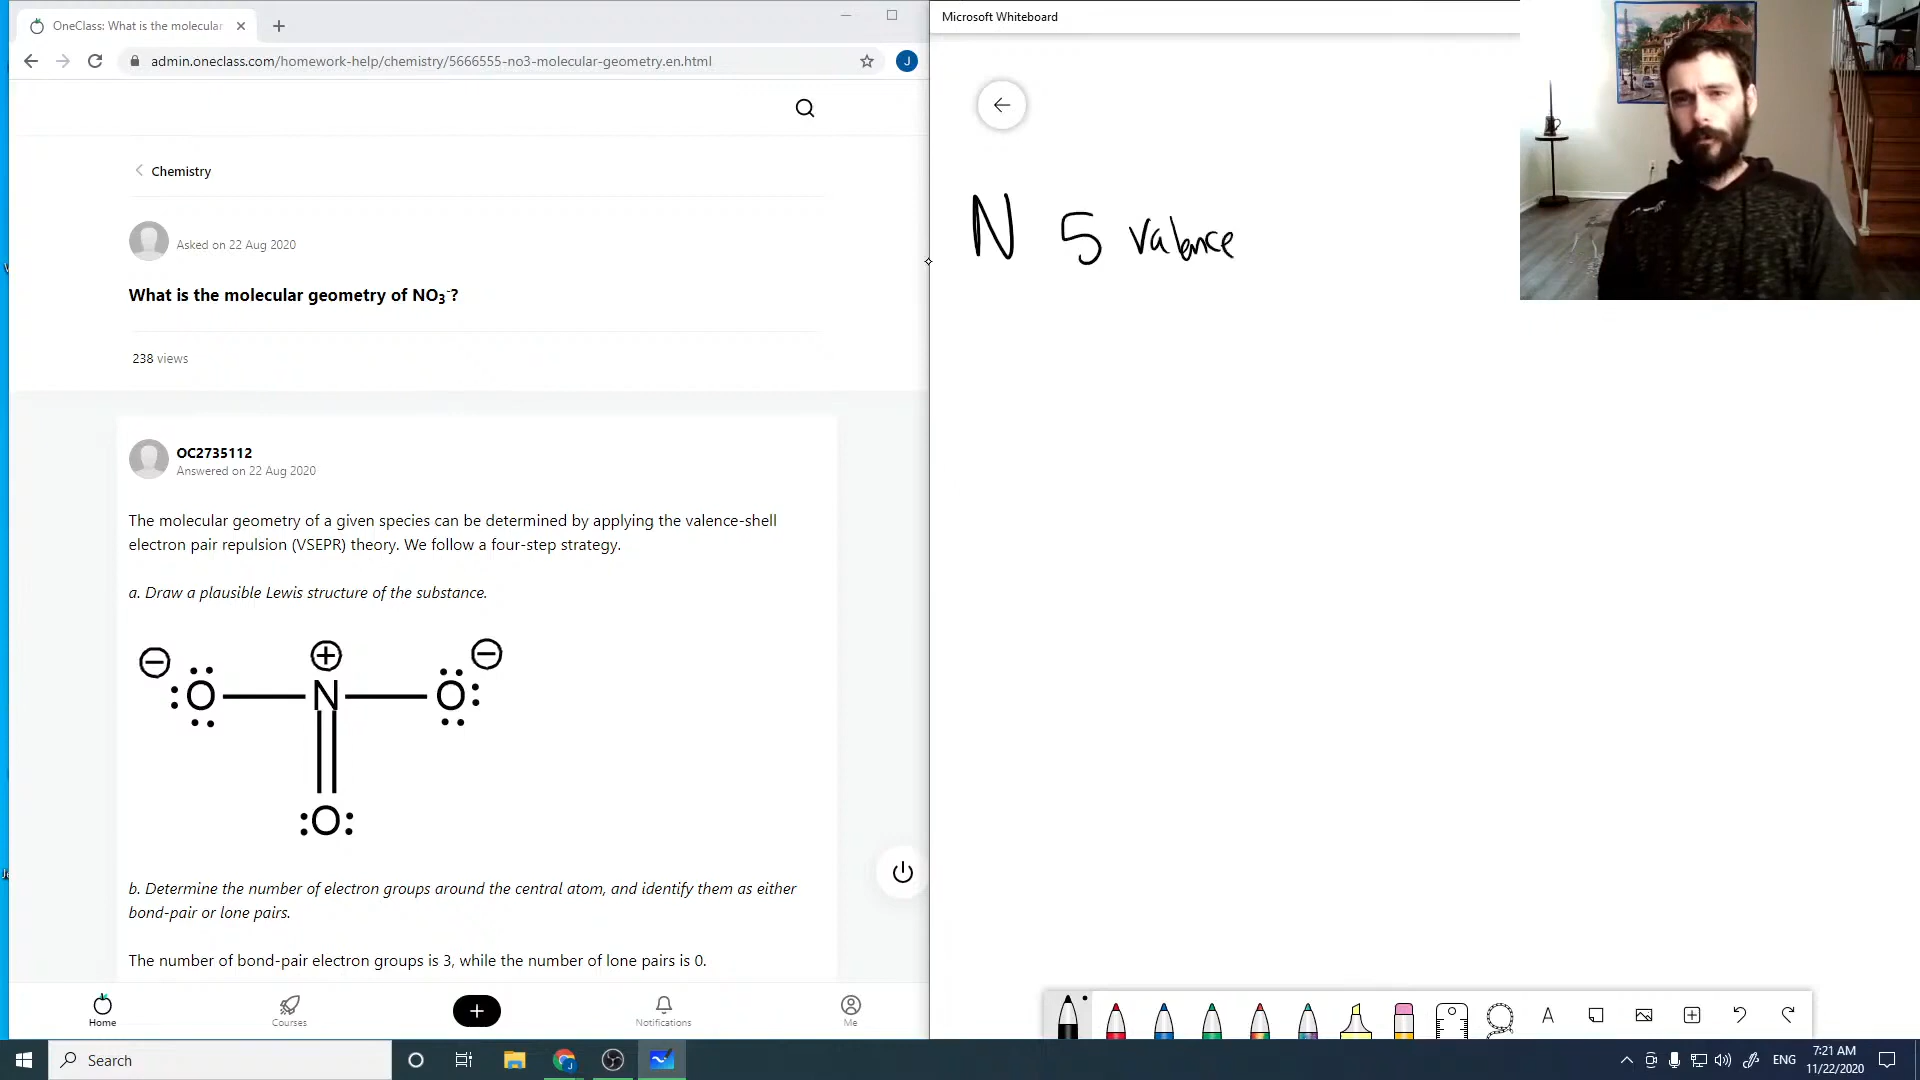 OneClass: What is the molecular
admin.oneclass.com/homework-help/chemistry/5666555-no3-molecular-geometry.en.html
J
Chemistry
Asked on 22 Aug 2020
What is the molecular geometry of NO3-?
238 views
OC2735112
Answered on 22 Aug 2020
The molecular geometry of a given species can be determined by applying the valence-shell
electron pair repulsion (VSEPR) theory. We follow a four-step strategy.
a. Draw a plausible Lewis structure of the substance.
O N O
O
b. Determine the number of electron groups around the central atom, and identify them as either
bond-pair or lone pairs.
The number of bond-pair electron groups is 3, while the number of lone pairs is 0.
Home
Courses
Notifications
Me
Microsoft Whiteboard
N 5 valence
A
Search
ENG
7:21 AM
11/22/2020